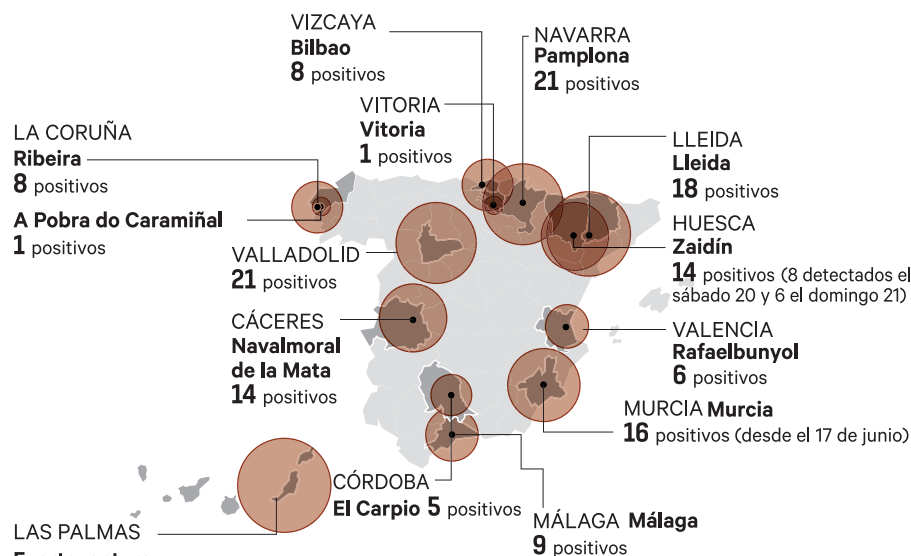 VIZCAYA
Bilbao
8 positivos
NAVARRA
Pamplona
21 positivos
VITORIA
Vitoria
1 positivos
LA CORUÑA
Ribeira
8 positivos
A Pobra do Caramiñal
1 positivos
LLEIDA
Lleida
18 positivos
HUESCA
Zaidín
14 positivos (8 detectados el
sábado 20 y 6 el domingo 21)
VALLADOLID
21 positivos
CÁCERES
Navalmoral
de la Mata
14 positivos
VALENCIA
Rafaelbunyol
6 positivos
MURCIA Murcia
16 positivos (desde el 17 de junio)
CÓRDOBA
El Carpio 5 positivos
MÁLAGA Málaga
9 positivos
LAS PALMAS